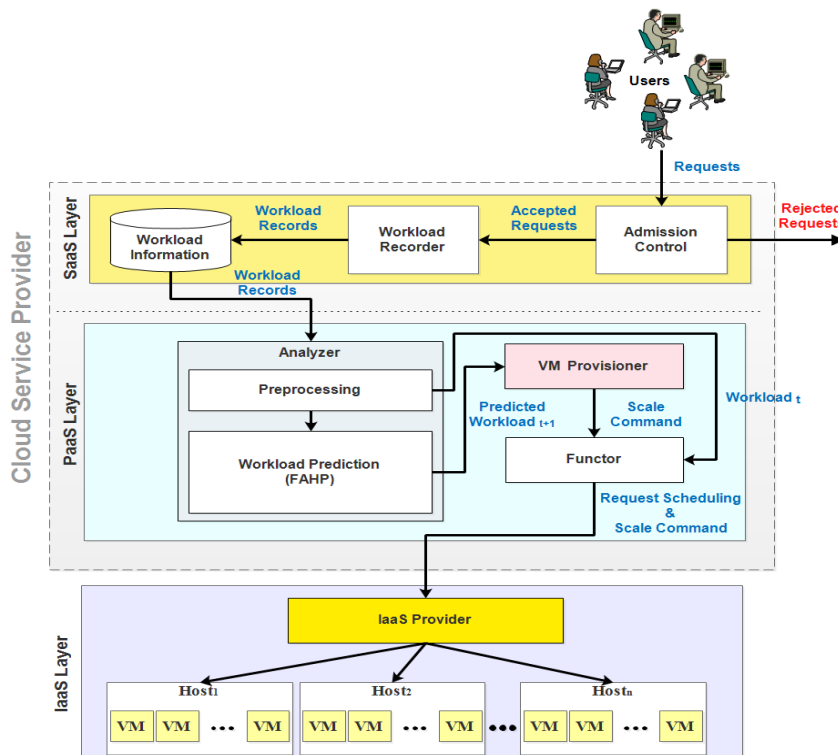 Users
Requests
Cloud Service Provider
SaaS Layer
Workload
Information
Workload
Records
Workload
Recorder
Accepted
Requests
Admission
Control
Rejected
Requests
Workload
Records
PaaS Layer
Analyzer
Preprocessing
Workload Prediction
(FAHP)
Predicted
Workload t+1
VM Provisioner
Scale
Command
Workload t
Functor
Request Scheduling
&
Scale Command
IaaS Layer
IaaS Provider
Host1
VM VM ... VM
Host2
VM VM ... VM
...
Hostn
VM VM ... VM